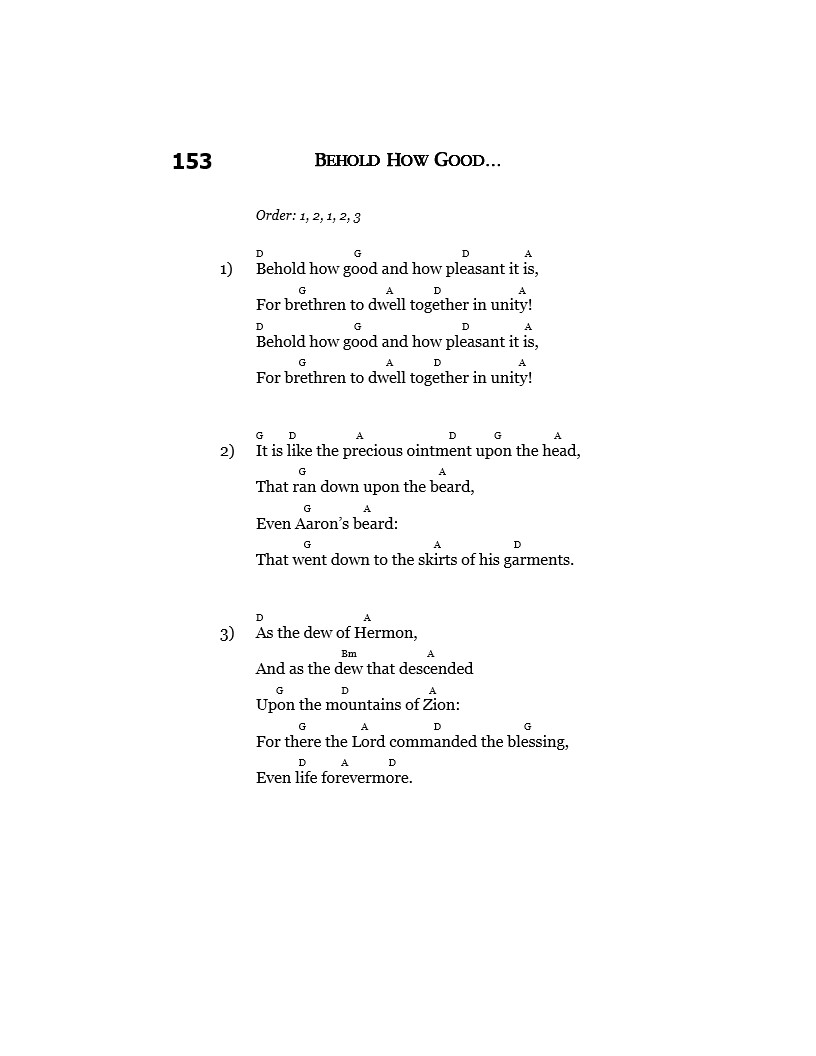 153 BEHOLD HOW GOOD...
Order: 1, 2, 1, 2, 3
D G D A
1) Behold how good and how pleasant it is,
G A D A
For brethren to dwell together in unity!
D G D A
Behold how good and how pleasant it is,
G A D A
For brethren to dwell together in unity!
G D A D G A
2) It is like the precious ointment upon the head,
G A
That ran down upon the beard,
G A
Even Aaron’s beard:
G A D
That went down to the skirts of his garments.
D A
3) As the dew of Hermon,
Bm A
And as the dew that descended
G D A
Upon the mountains of Zion:
G A D G
For there the Lord commanded the blessing,
D A D
Even life forevermore.